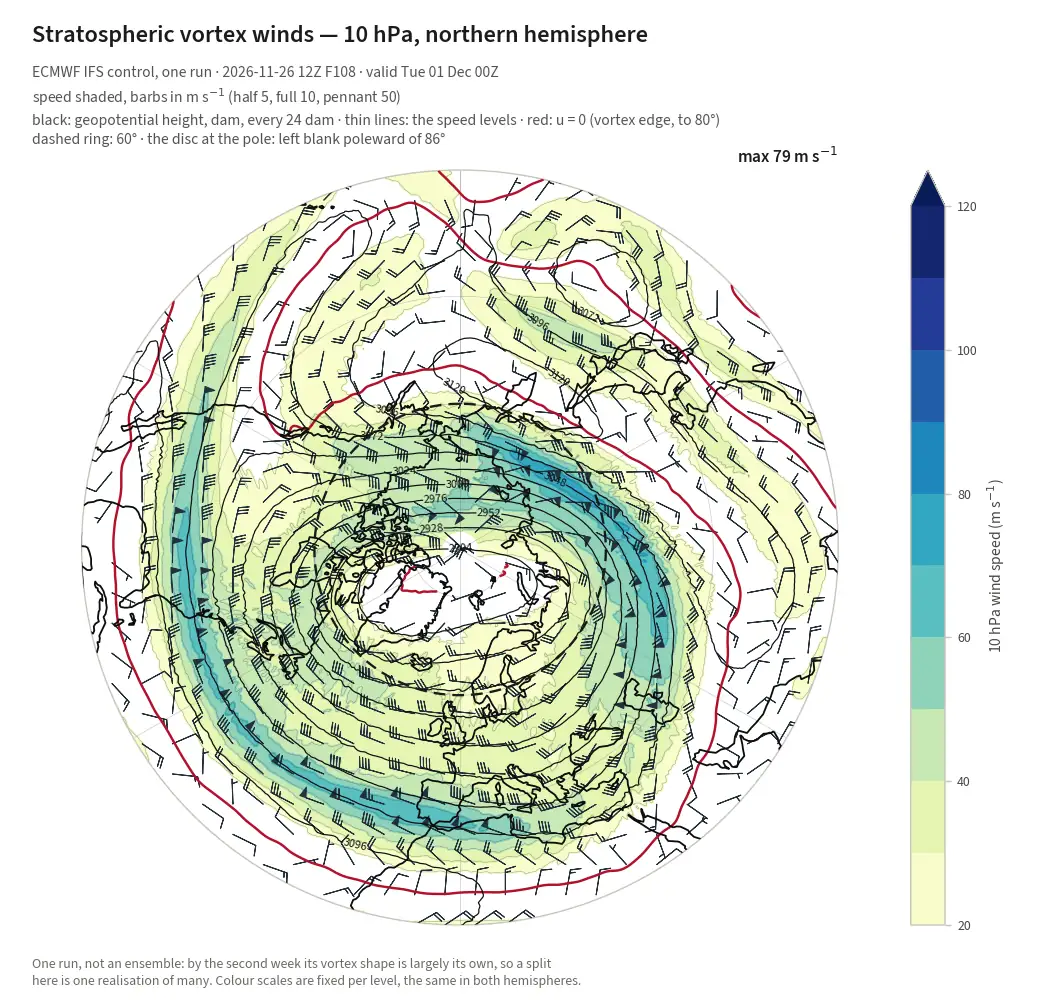 Stratospheric vortex winds — 10 hPa, northern hemisphere
ECMWF IFS control, one run · 2026-11-26 12Z F108 · valid Tue 01 Dec 00Z
speed shaded, barbs in m s⁻¹ (half 5, full 10, pennant 50)
black: geopotential height, dam, every 24 dam · thin lines: the speed levels · red: u = 0 (vortex edge, to 80°)
dashed ring: 60° · the disc at the pole: left blank poleward of 86°
max 79 m s⁻¹
120
100
80
60
40
20
10 hPa wind speed (m s⁻¹)
3072
3096
3120
3120
3024
2976
2952
2928
3096
One run, not an ensemble: by the second week its vortex shape is largely its own, so a split
here is one realisation of many. Colour scales are fixed per level, the same in both hemispheres.